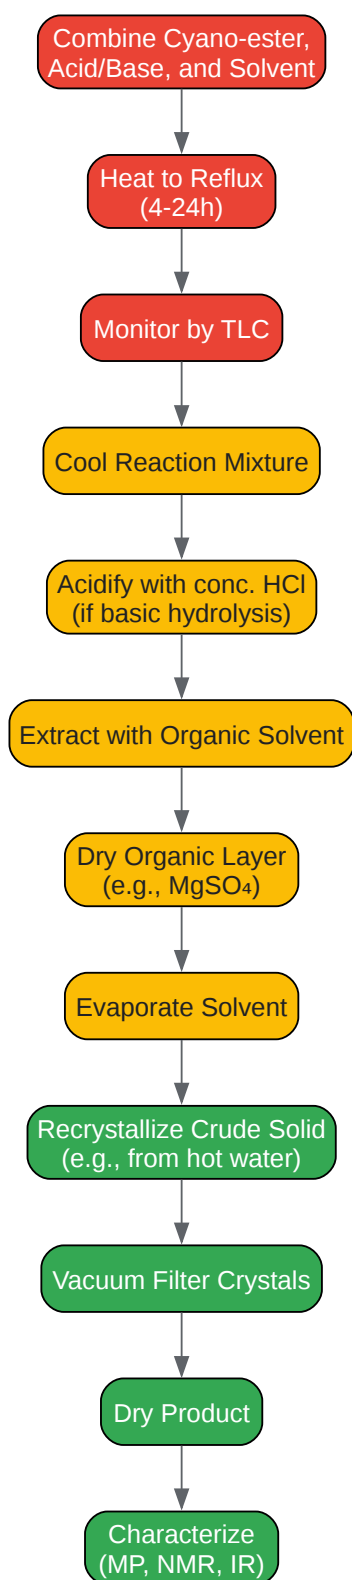 Combine Cyano-ester,
Acid/Base, and Solvent
Heat to Reflux
(4-24h)
Monitor by TLC
Cool Reaction Mixture
Acidify with conc. HCl
(if basic hydrolysis)
Extract with Organic Solvent
Dry Organic Layer
(e.g., MgSO₄)
Evaporate Solvent
Recrystallize Crude Solid
(e.g., from hot water)
Vacuum Filter Crystals
Dry Product
Characterize
(MP, NMR, IR)